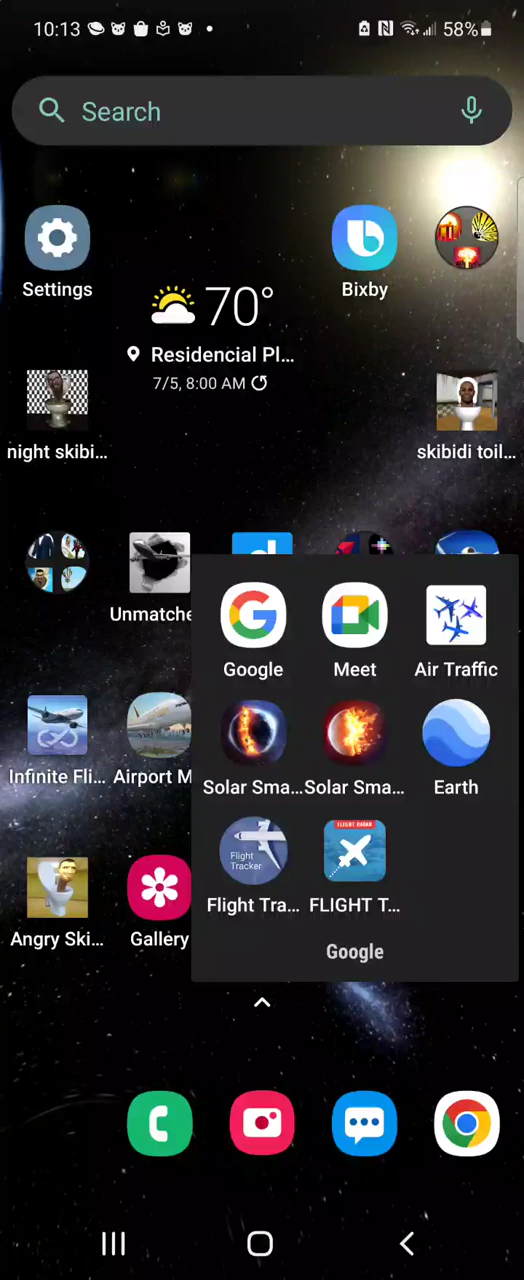 10:13
58%
Search
Settings
70°
Bixby
Residencial Pl...
7/5, 8:00 AM
night skibi...
skibidi toil...
Unmatche
Google
Meet
Air Traffic
Infinite Fli...
Airport M
Solar Sma...
Solar Sma...
Earth
Flight
Tracker
FLIGHT RADAR
Flight Tra...
FLIGHT T...
Angry Ski...
Gallery
Google